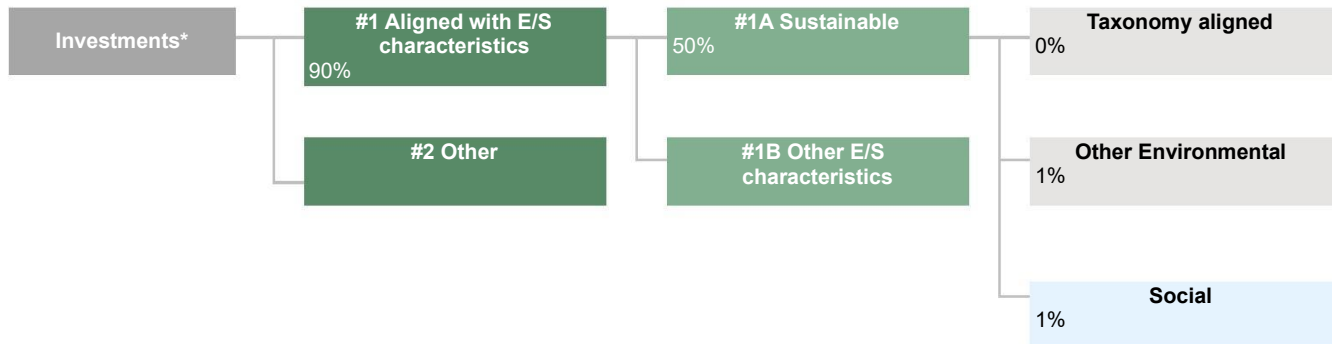 Investments*
#1 Aligned with E/S
characteristics
90%
#2 Other
#1A Sustainable
50%
#1B Other E/S
characteristics
Taxonomy aligned
0%
Other Environmental
1%
Social
1%